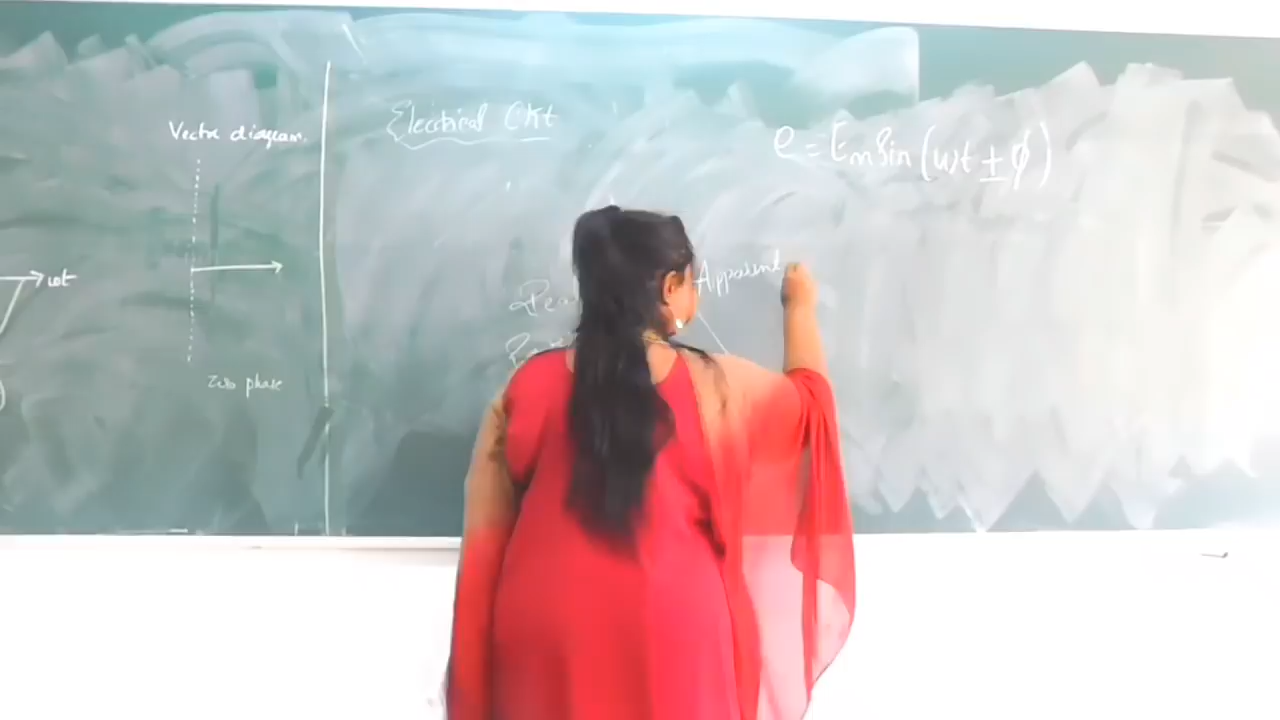 Vector diagram.
ωt
Zero phase
Electrical CKt
e = Em Sin (ωt ± φ)
Apparent